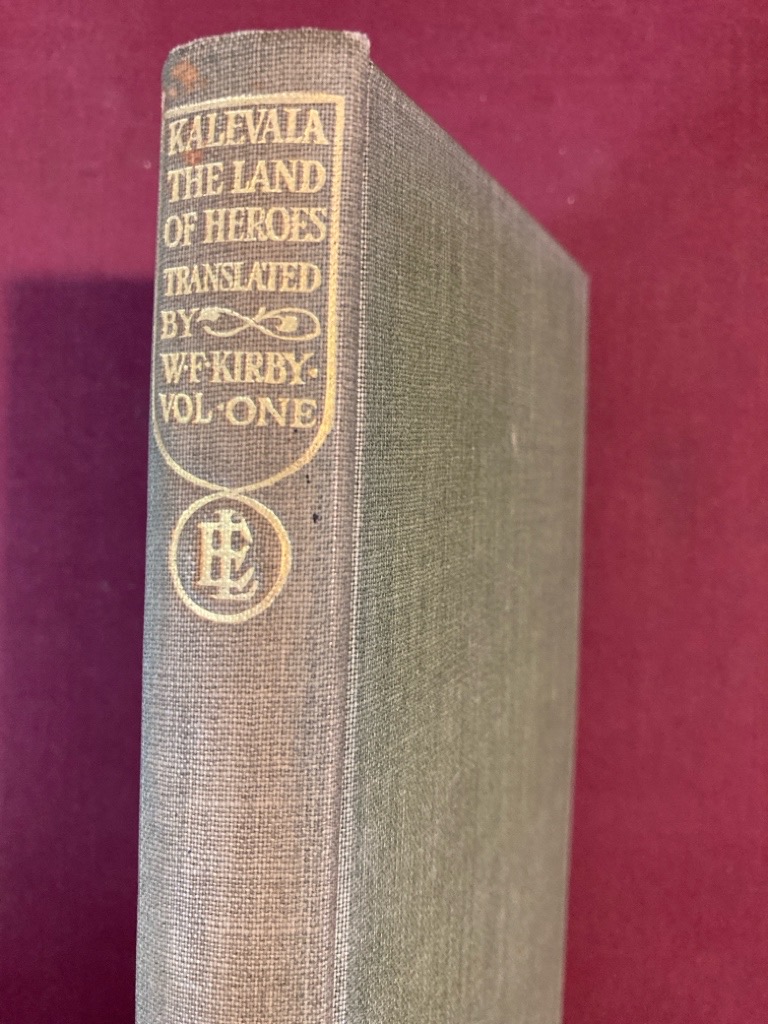 KALEVALA
THE LAND
OF HEROES
TRANSLATED
BY
W·F·KIRBY·
VOL·ONE
EL